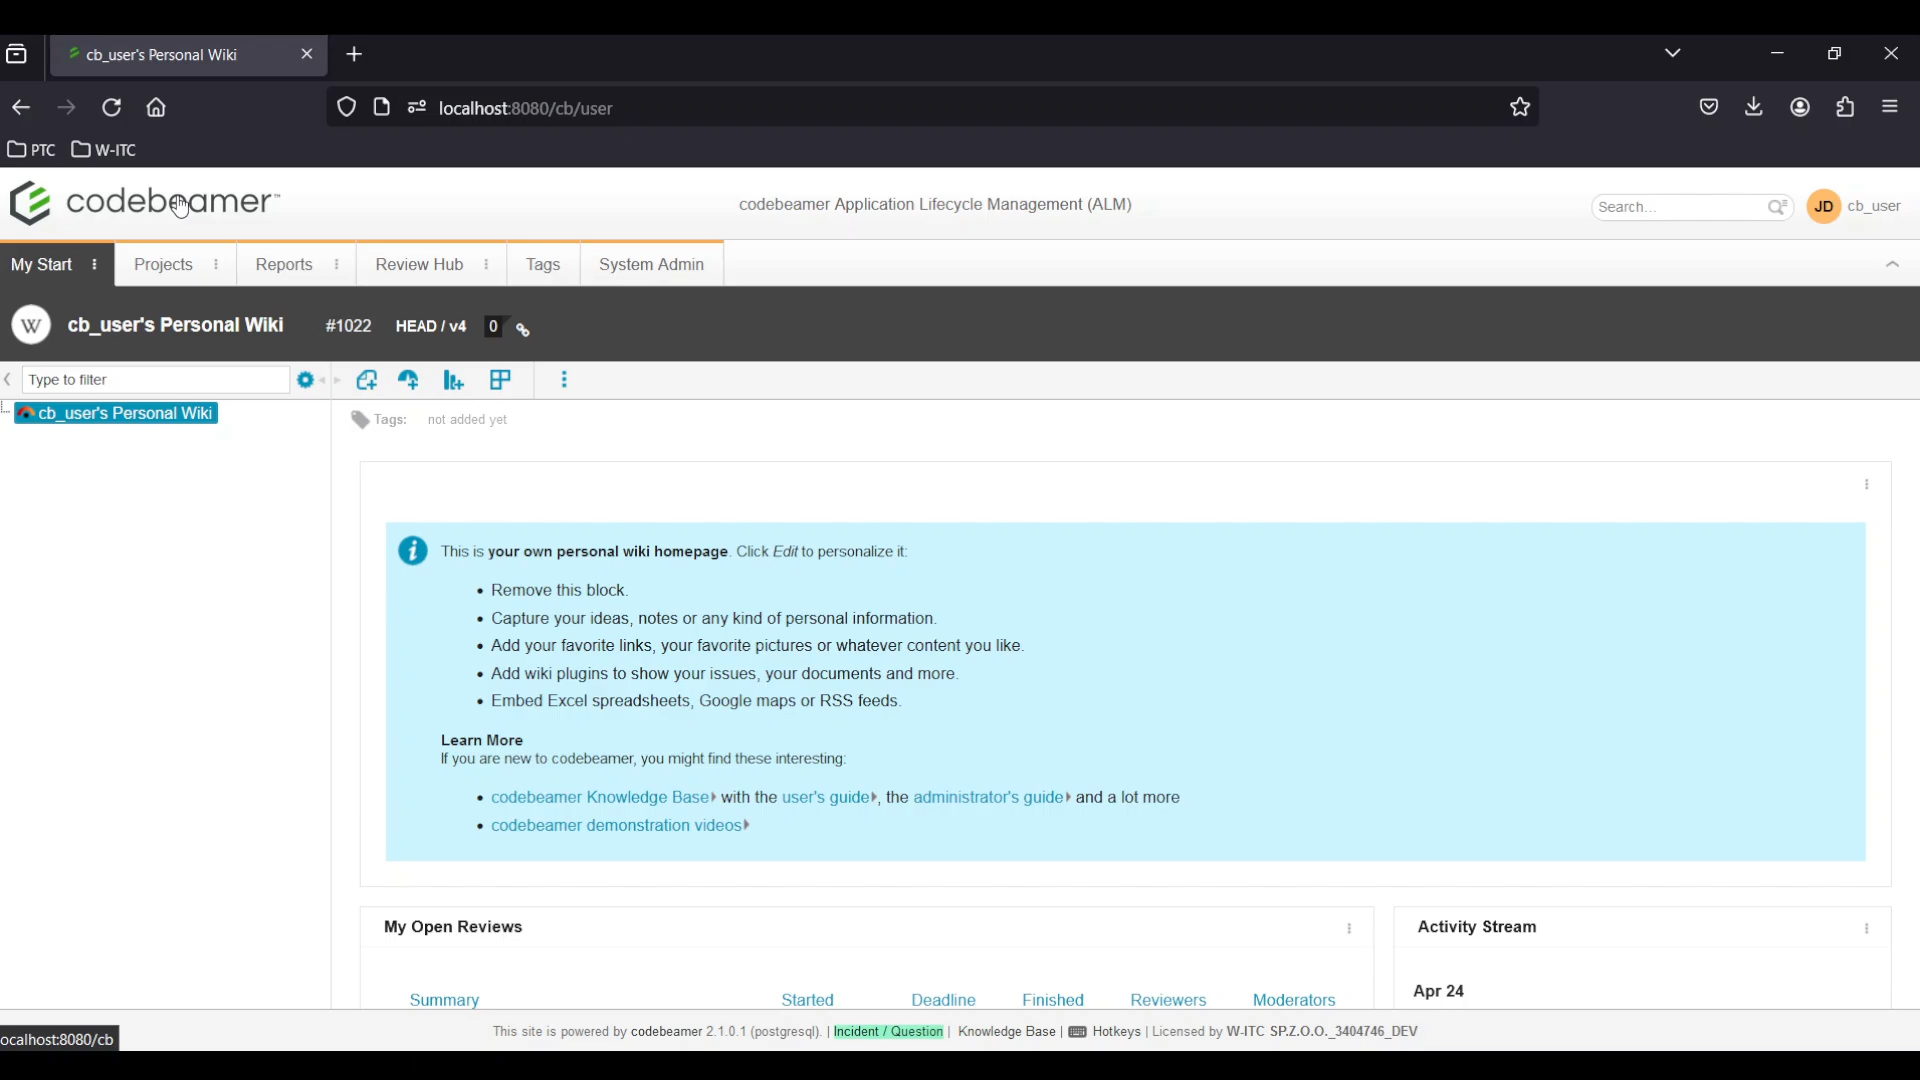 cb_user's Personal Wiki
localhost:8080/cb/user
PTC W-ITC
codebeamer™
codebeamer Application Lifecycle Management (ALM)
Search...
JD cb_user
My Start Projects Reports Review Hub Tags System Admin
W cb_user's Personal Wiki #1022 HEAD / v4 0
Type to filter
cb_user's Personal Wiki
Tags: not added yet
This is your own personal wiki homepage. Click Edit to personalize it:
• Remove this block.
• Capture your ideas, notes or any kind of personal information.
• Add your favorite links, your favorite pictures or whatever content you like.
• Add wiki plugins to show your issues, your documents and more.
• Embed Excel spreadsheets, Google maps or RSS feeds.
Learn More
If you are new to codebeamer, you might find these interesting:
• codebeamer Knowledge Base with the user's guide, the administrator's guide and a lot more
• codebeamer demonstration videos
My Open Reviews
Activity Stream
Summary Started Deadline Finished Reviewers Moderators
Apr 24
This site is powered by codebeamer 2.1.0.1 (postgresql). | Incident / Question | Knowledge Base | Hotkeys | Licensed by W-ITC SP.Z.O.O._3404746_DEV
ocalhost:8080/cb